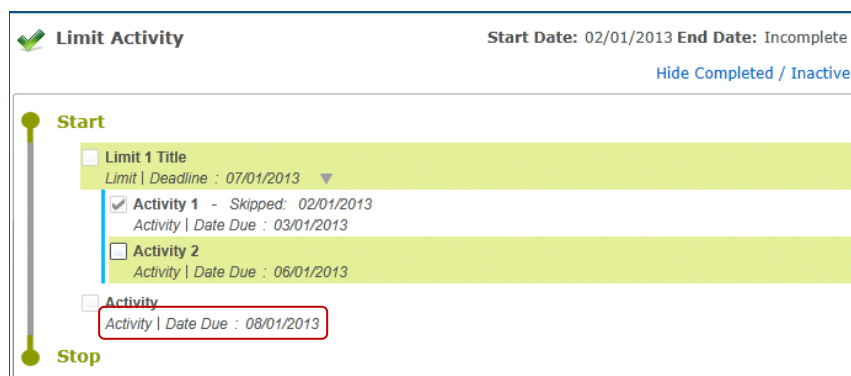 Limit Activity
Start Date: 02/01/2013 End Date: Incomplete
Hide Completed / Inactive
Start
Limit 1 Title
Limit | Deadline : 07/01/2013
Activity 1 - Skipped: 02/01/2013
Activity | Date Due : 03/01/2013
Activity 2
Activity | Date Due : 06/01/2013
Activity
Activity | Date Due : 08/01/2013
Stop